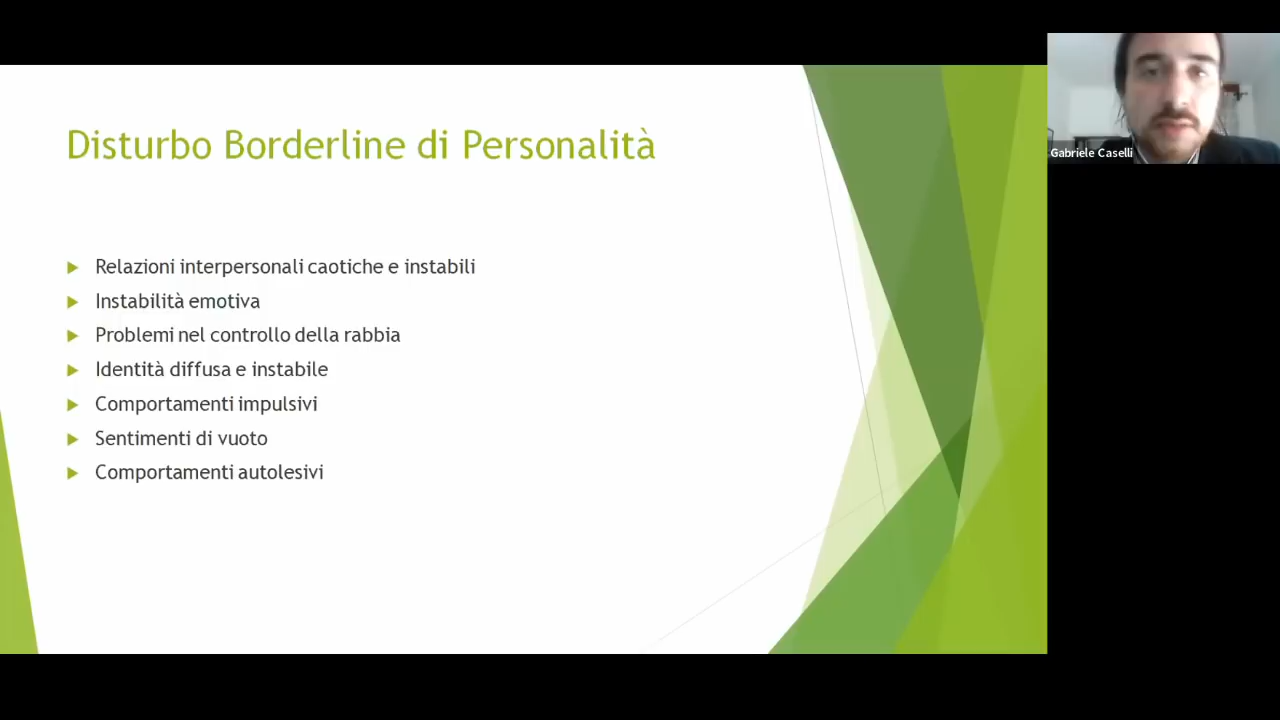 Disturbo Borderline di Personalità
Relazioni interpersonali caotiche e instabili
Instabilità emotiva
Problemi nel controllo della rabbia
Identità diffusa e instabile
Comportamenti impulsivi
Sentimenti di vuoto
Comportamenti autolesivi
Gabriele Caselli